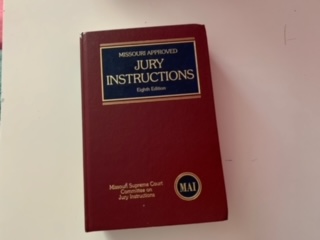 MISSOURI APPROVED
JURY
INSTRUCTIONS
Eighth Edition
Missouri Supreme Court
Committee on
Jury Instructions
MAI